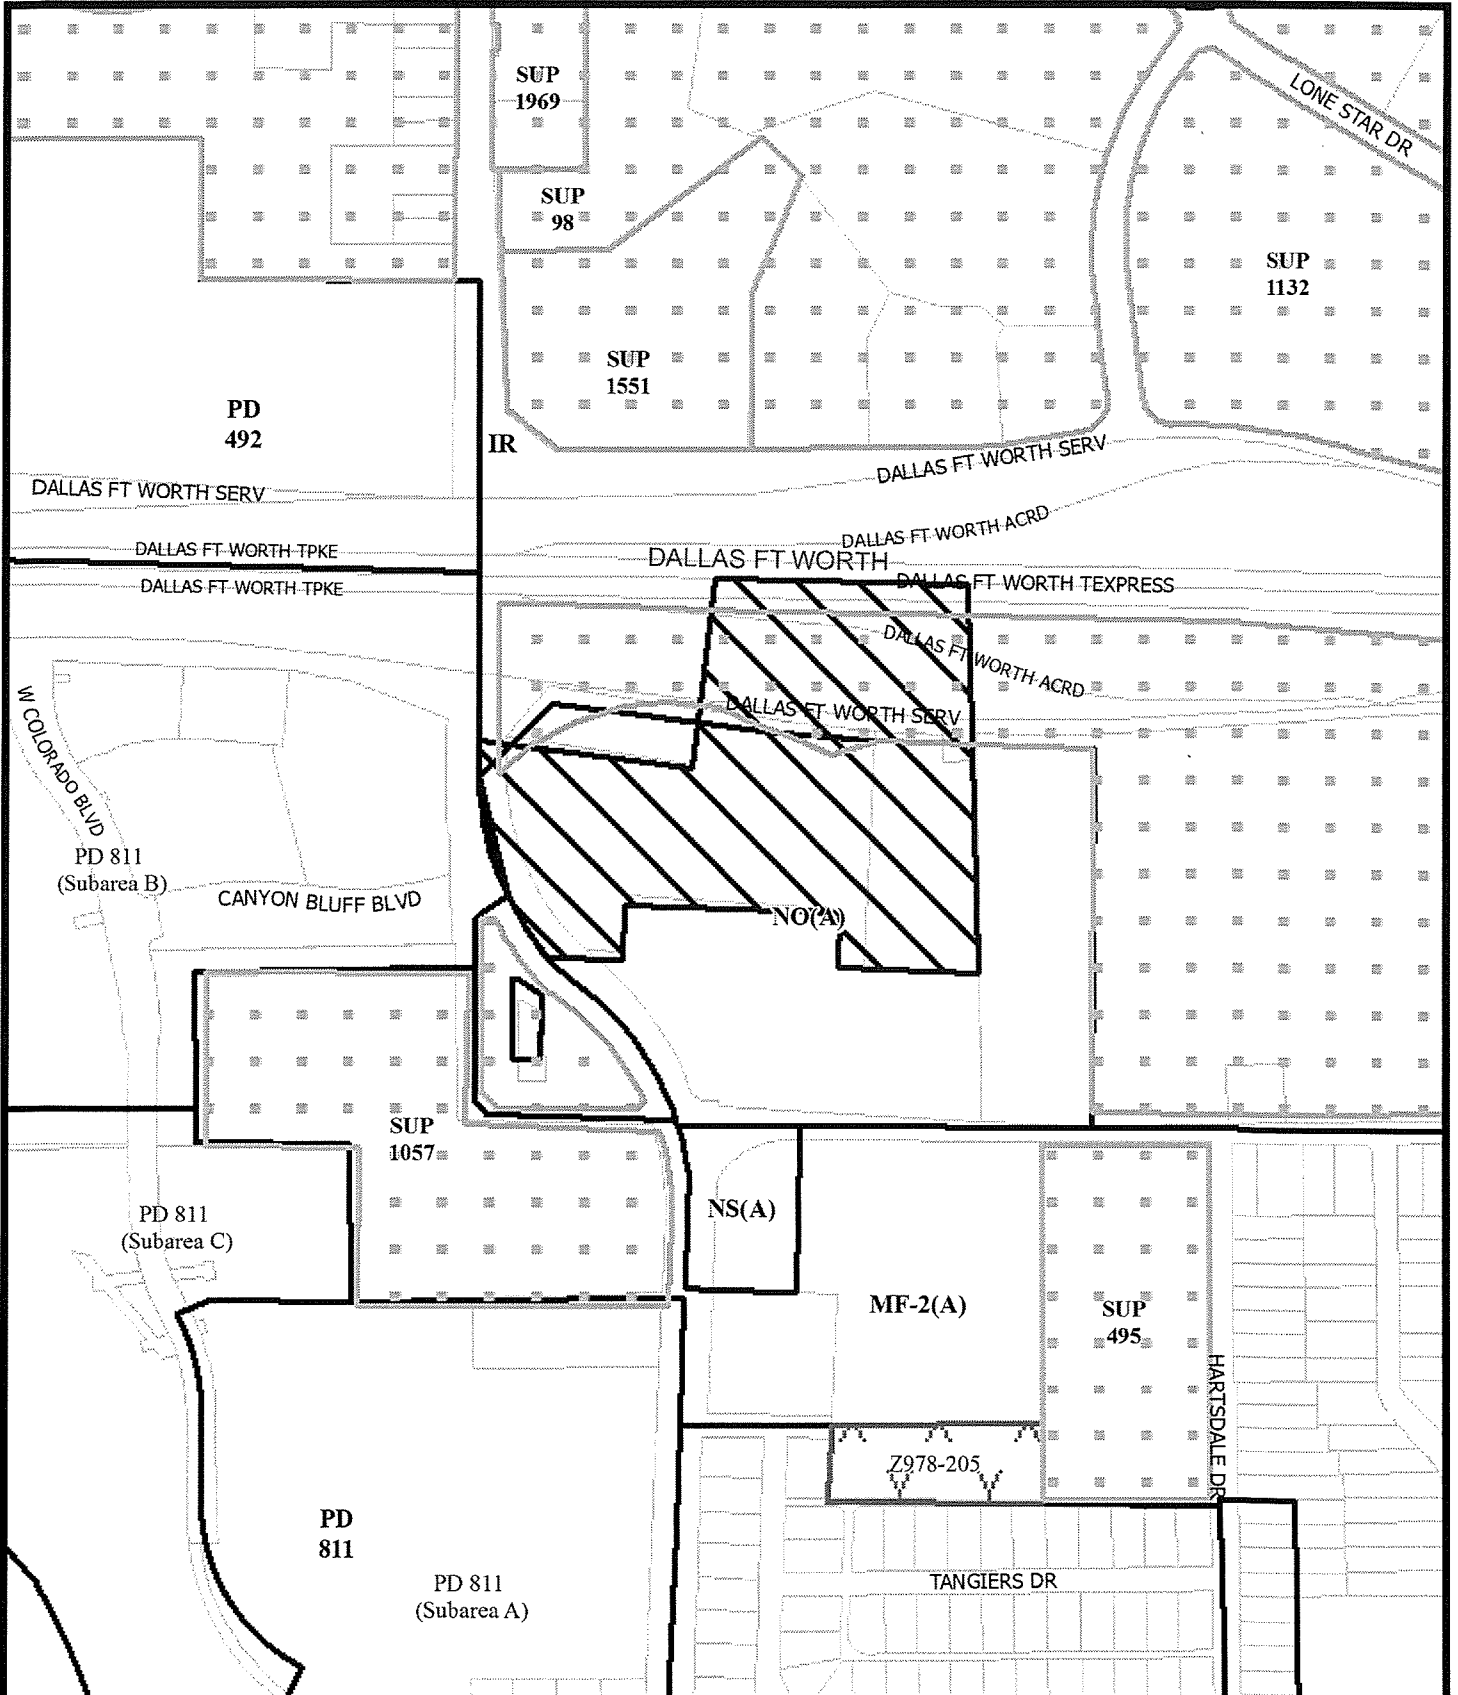 SUP
1969
LONE STAR DR
SUP
98
SUP
1132
SUP
1551
PD
492
IR
DALLAS FT WORTH SERV
DALLAS FT WORTH SERV
DALLAS FT WORTH ACRD
DALLAS FT WORTH TPKE
DALLAS FT WORTH
DALLAS FT WORTH TEXPRESS
DALLAS FT WORTH TPKE
DALLAS FT WORTH ACRD
W COLORADO BLVD
DALLAS FT WORTH SERV
PD 811
(Subarea B)
CANYON BLUFF BLVD
NO(A)
SUP
1057
PD 811
(Subarea C)
NS(A)
MF-2(A)
SUP
495
HARTSDALE DR
Z978-205
PD
811
PD 811
(Subarea A)
TANGIERS DR